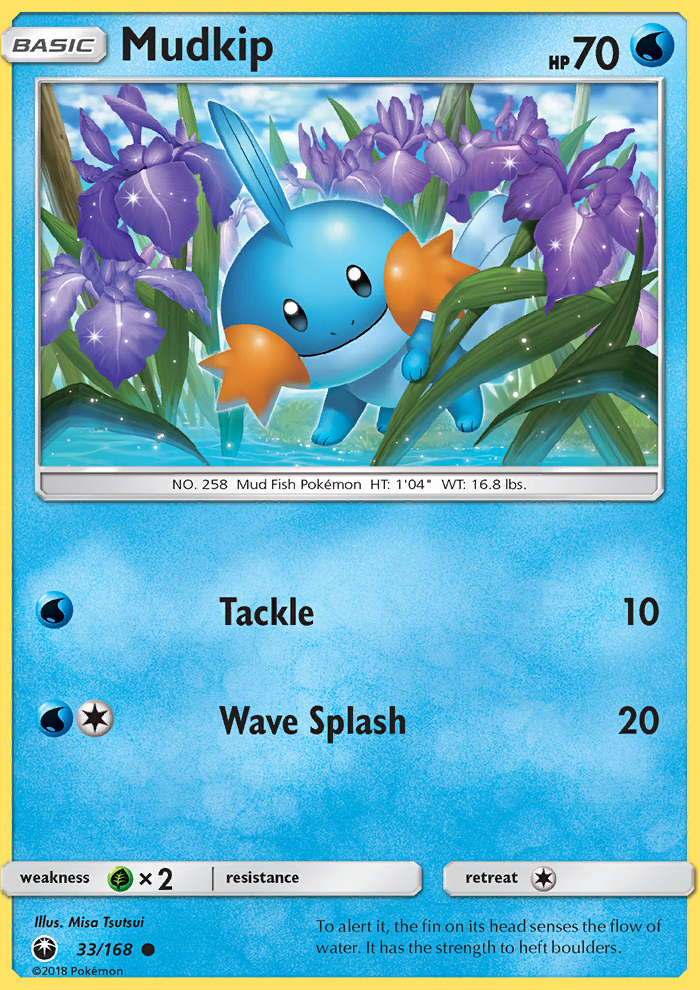 BASIC Mudkip HP70
NO. 258 Mud Fish Pokémon HT: 1'04" WT: 16.8 lbs.
Tackle 10
Wave Splash 20
weakness ×2 resistance retreat
Illus. Misa Tsutsui
33/168
©2018 Pokémon
To alert it, the fin on its head senses the flow of
water. It has the strength to heft boulders.